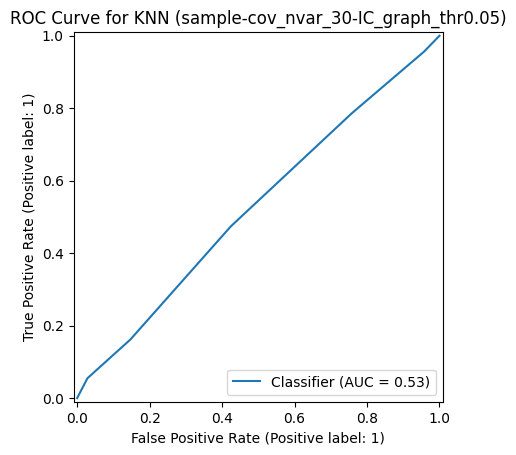 ROC Curve for KNN (sample-cov_nvar_30-IC_graph_thr0.05)
True Positive Rate (Positive label: 1)
1.0
0.8
0.6
0.4
0.2
0.0
Classifier (AUC = 0.53)
0.0 0.2 0.4 0.6 0.8 1.0
False Positive Rate (Positive label: 1)